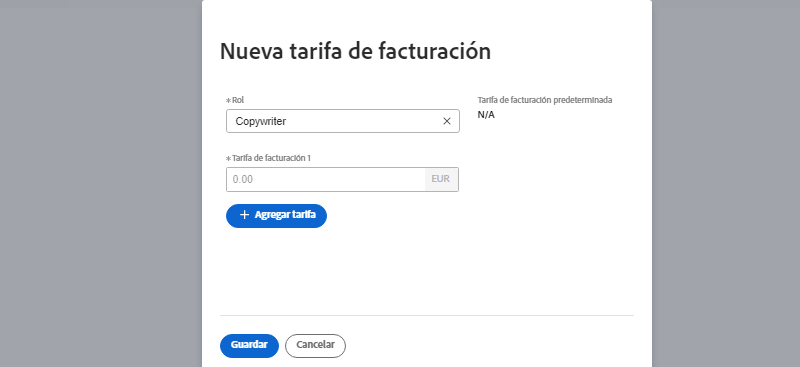 Nueva tarifa de facturación
*Rol
Tarifa de facturación predeterminada
Copywriter
N/A
*Tarifa de facturación 1
0.00 EUR
Agregar tarifa
Guardar Cancelar